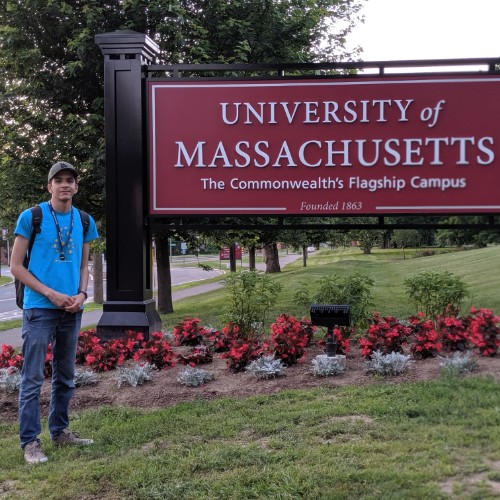 UNIVERSITY of
MASSACHUSETTS
The Commonwealth's Flagship Campus
Founded 1863